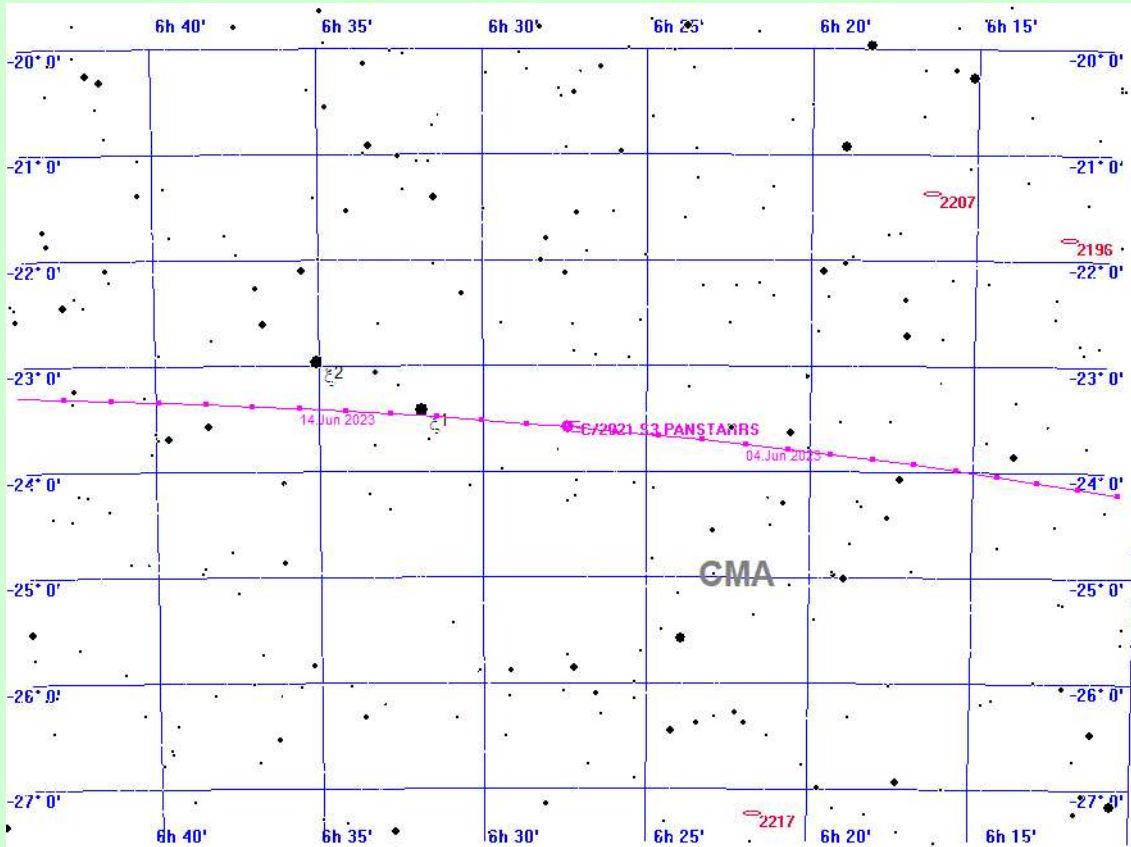 6h 40' 6h 35' 6h 30' 6h 25' 6h 20' 6h 15'
-20° 0' -20° 0'
-21° 0' -21° 0'
2207
2196
-22° 0' -22° 0'
ξ2
-23° 0' -23° 0'
14.Jun 2023 ξ1 C/2021 S3 PANSTARRS
04.Jun 2023
-24° 0' -24° 0'
CMA
-25° 0' -25° 0'
-26° 0' -26° 0'
-27° 0' -27° 0'
2217
6h 40' 6h 35' 6h 30' 6h 25' 6h 20' 6h 15'